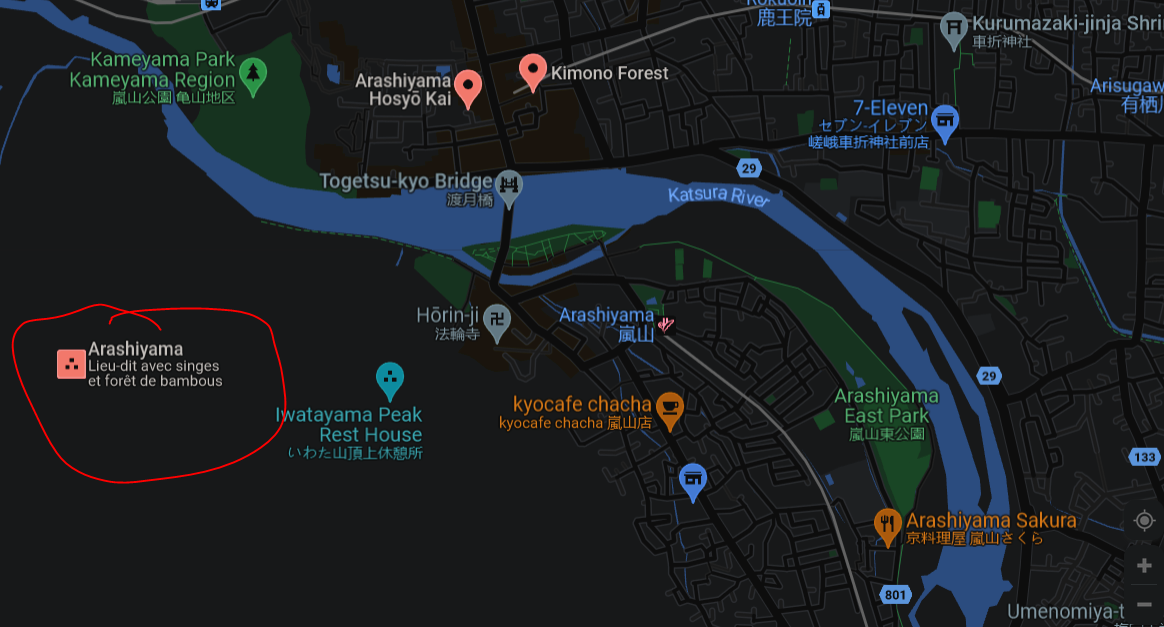 鹿王院
Kurumazaki-jinja Shri
車折神社
Kameyama Park
Kameyama Region
嵐山公園 亀山地区
Arashiyama
Hosyō Kai
Kimono Forest
Arisugaw
有栖川
7-Eleven
セブン-イレブン
嵯峨車折神社前店
29
Togetsu-kyo Bridge
渡月橋
Katsura River
Hōrin-ji
法輪寺
Arashiyama
嵐山
Arashiyama
Lieu-dit avec singes
et forêt de bambous
29
Iwatayama Peak
Rest House
いわた山頂上休憩所
kyocafe chacha
kyocafe chacha 嵐山店
Arashiyama
East Park
嵐山東公園
133
Arashiyama Sakura
京料理屋 嵐山さくら
801
Umenomiya-t